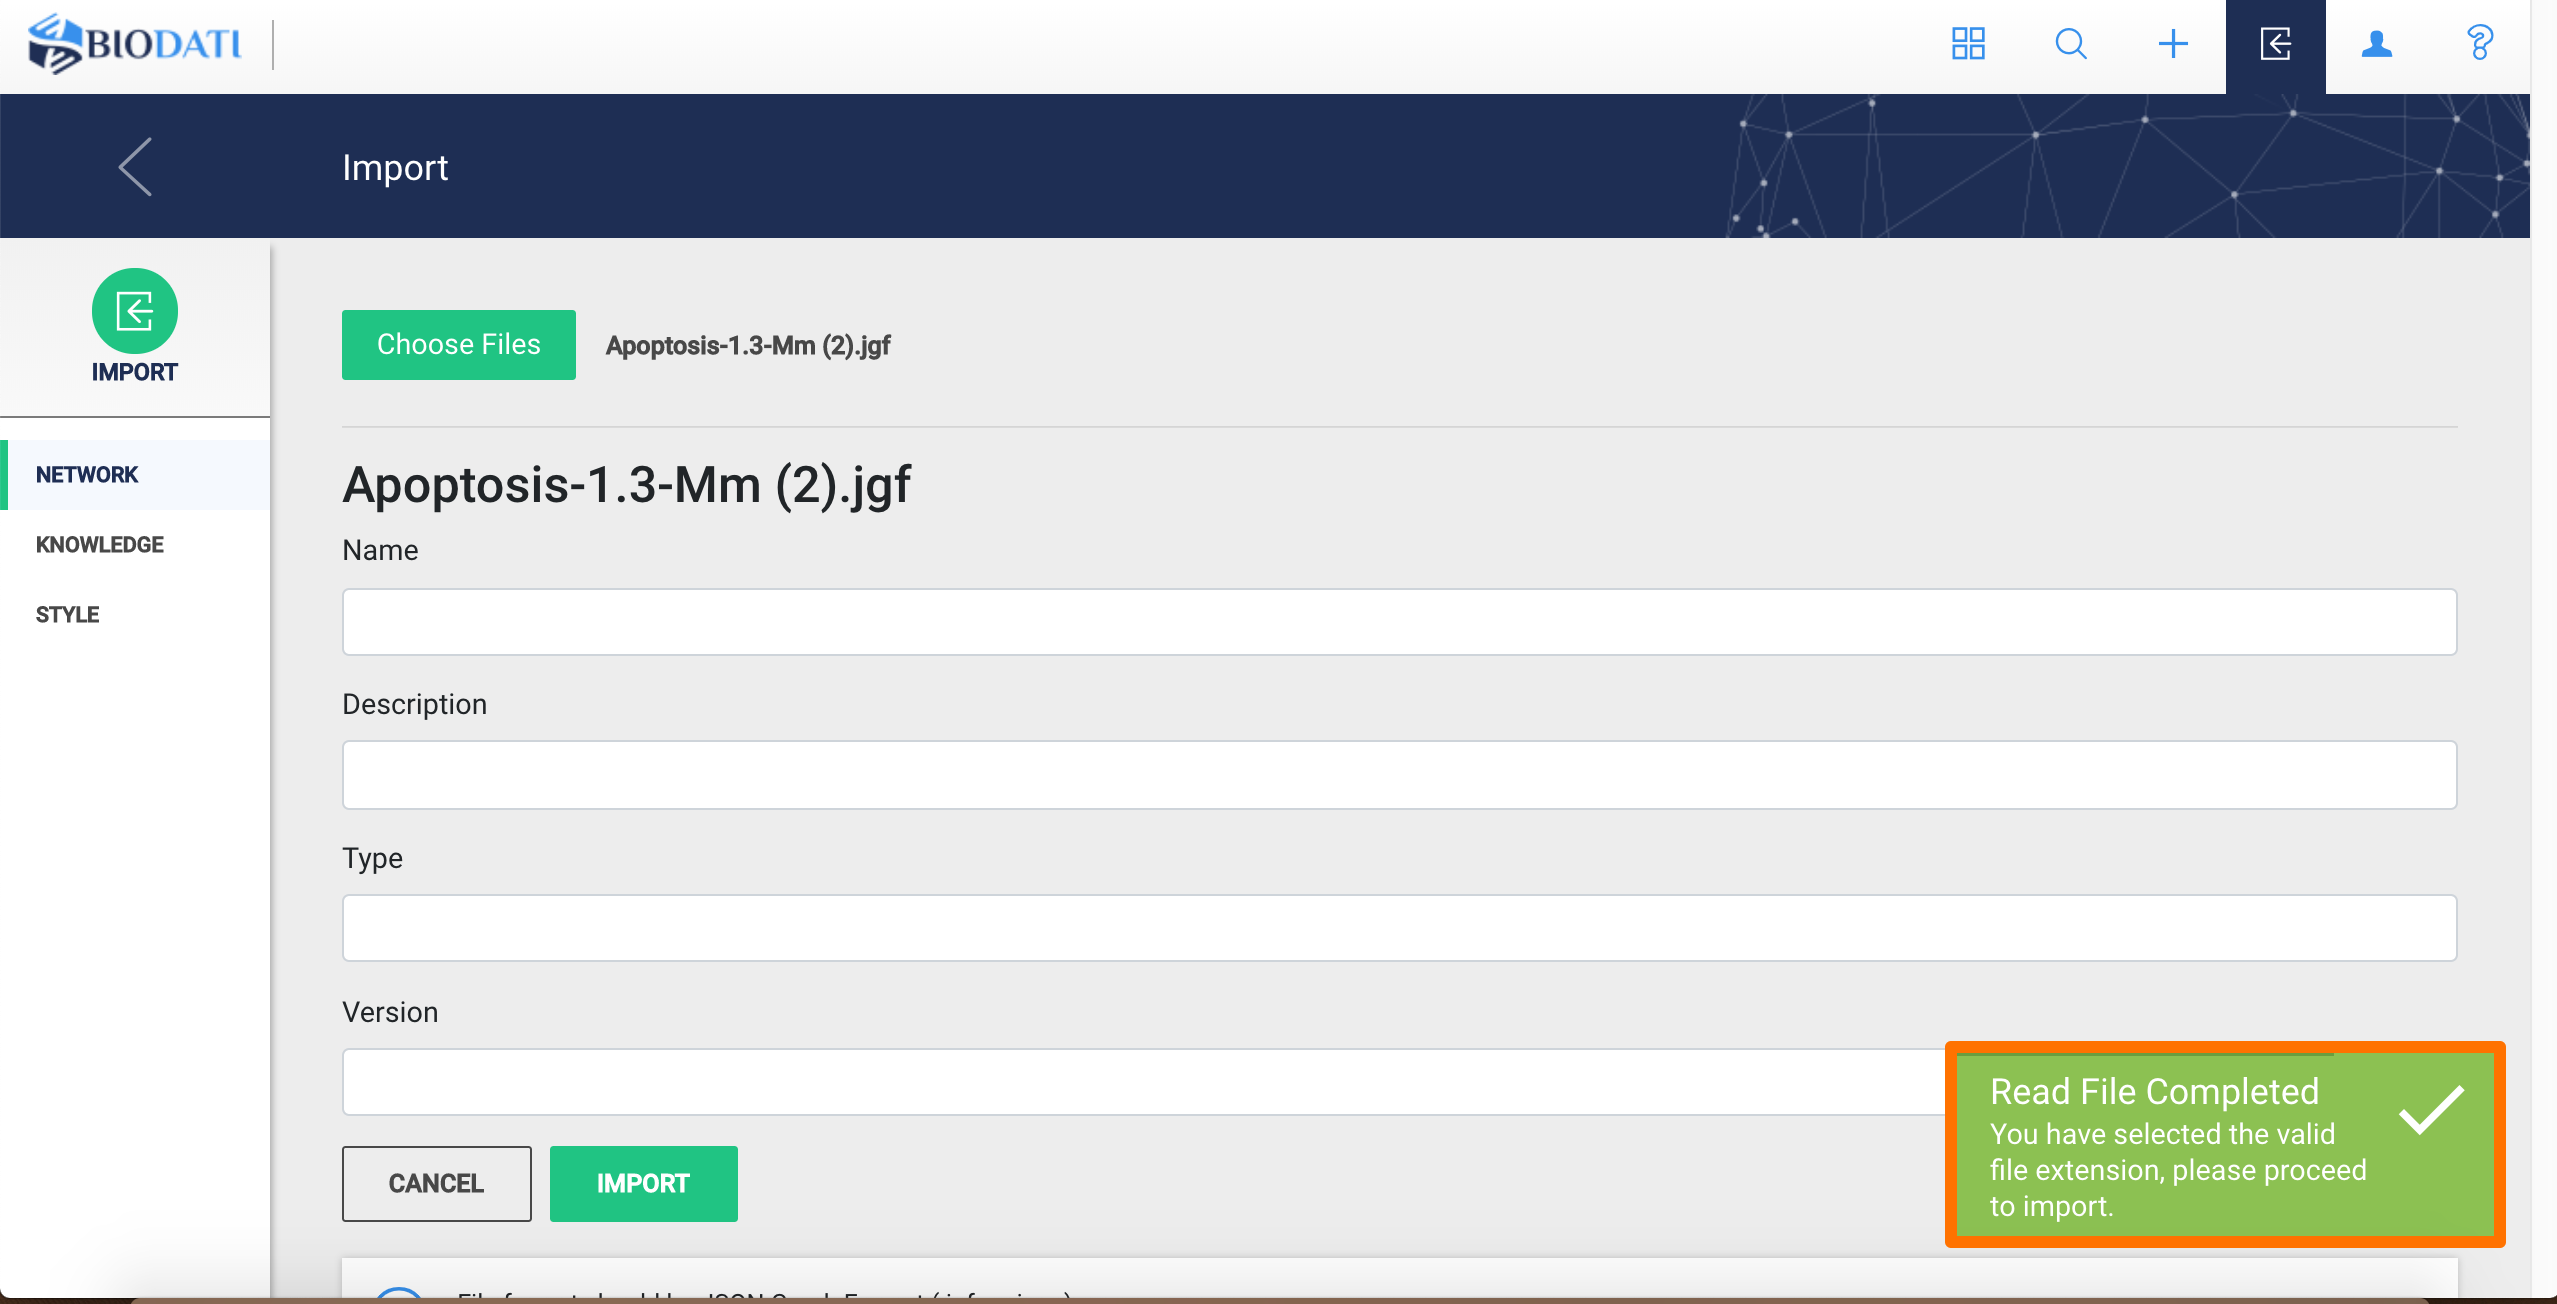 BIODATI
Import
IMPORT
Choose Files
Apoptosis-1.3-Mm (2).jgf
NETWORK
KNOWLEDGE
STYLE
Apoptosis-1.3-Mm (2).jgf
Name
Description
Type
Version
CANCEL
IMPORT
Read File Completed
You have selected the valid
file extension, please proceed
to import.